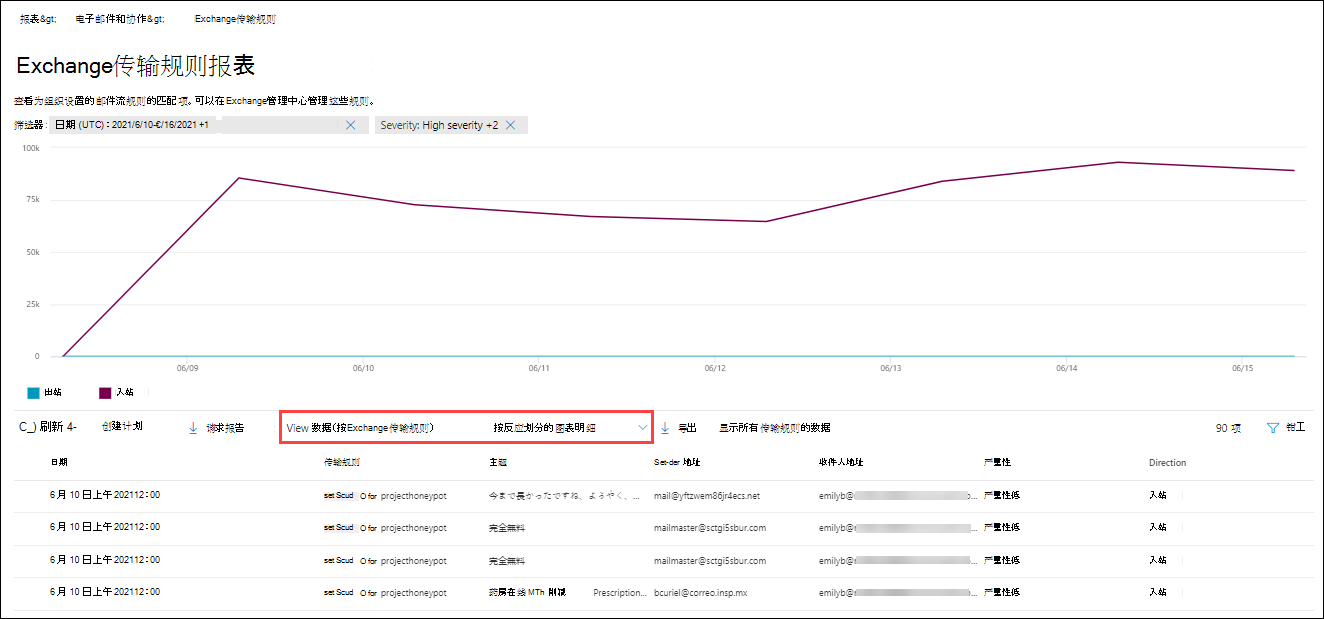 报表&gt; 电子邮件和协作&gt; Exchange传输规则
Exchange传输规则报表
查看为组织设置的邮件流规则的匹配项。可以在Exchange管理中心管理这些规则。
筛选器: 日期 (UTC)：2021/6/10-€/16/2021 +1 Severity: High severity +2
100k
75k
50k
25k
0
06/09 06/10 06/11 06/12 06/13 06/14 06/15
出站 入站
C_) 刷新 4- 创建计划 请求报告 View 数据(按Exchange传输规则) 按反应划分的图表明细 导出 显示所有传输规则的数据 90 项 钳工
日期 传输规则 主题 Set-der 地址 收件人地址 严重性 Direction
6 月 10 日上午 202112：00 set Scud O for projecthoneypot 今まで長かったですね、ようやく、... mail@yftzwem86jr4ecs.net emilyb@ ... 严重性低 入站
6 月 10 日上午 202112：00 set Scud O for projecthoneypot 完全無料 mailmaster@sctgi5sbur.com emilyb@ ... 严重性低 入站
6 月 10 日上午 202112：00 set Scud O for projecthoneypot 完全無料 mailmaster@sctgi5sbur.com emilyb@ ... 严重性低 入站
6 月 10 日上午 202112：00 set Scud O for projecthoneypot 药房在线 MTh 削减 Prescription... bcuriel@correo.insp.mx emilyb@ ... 严重性低 入站